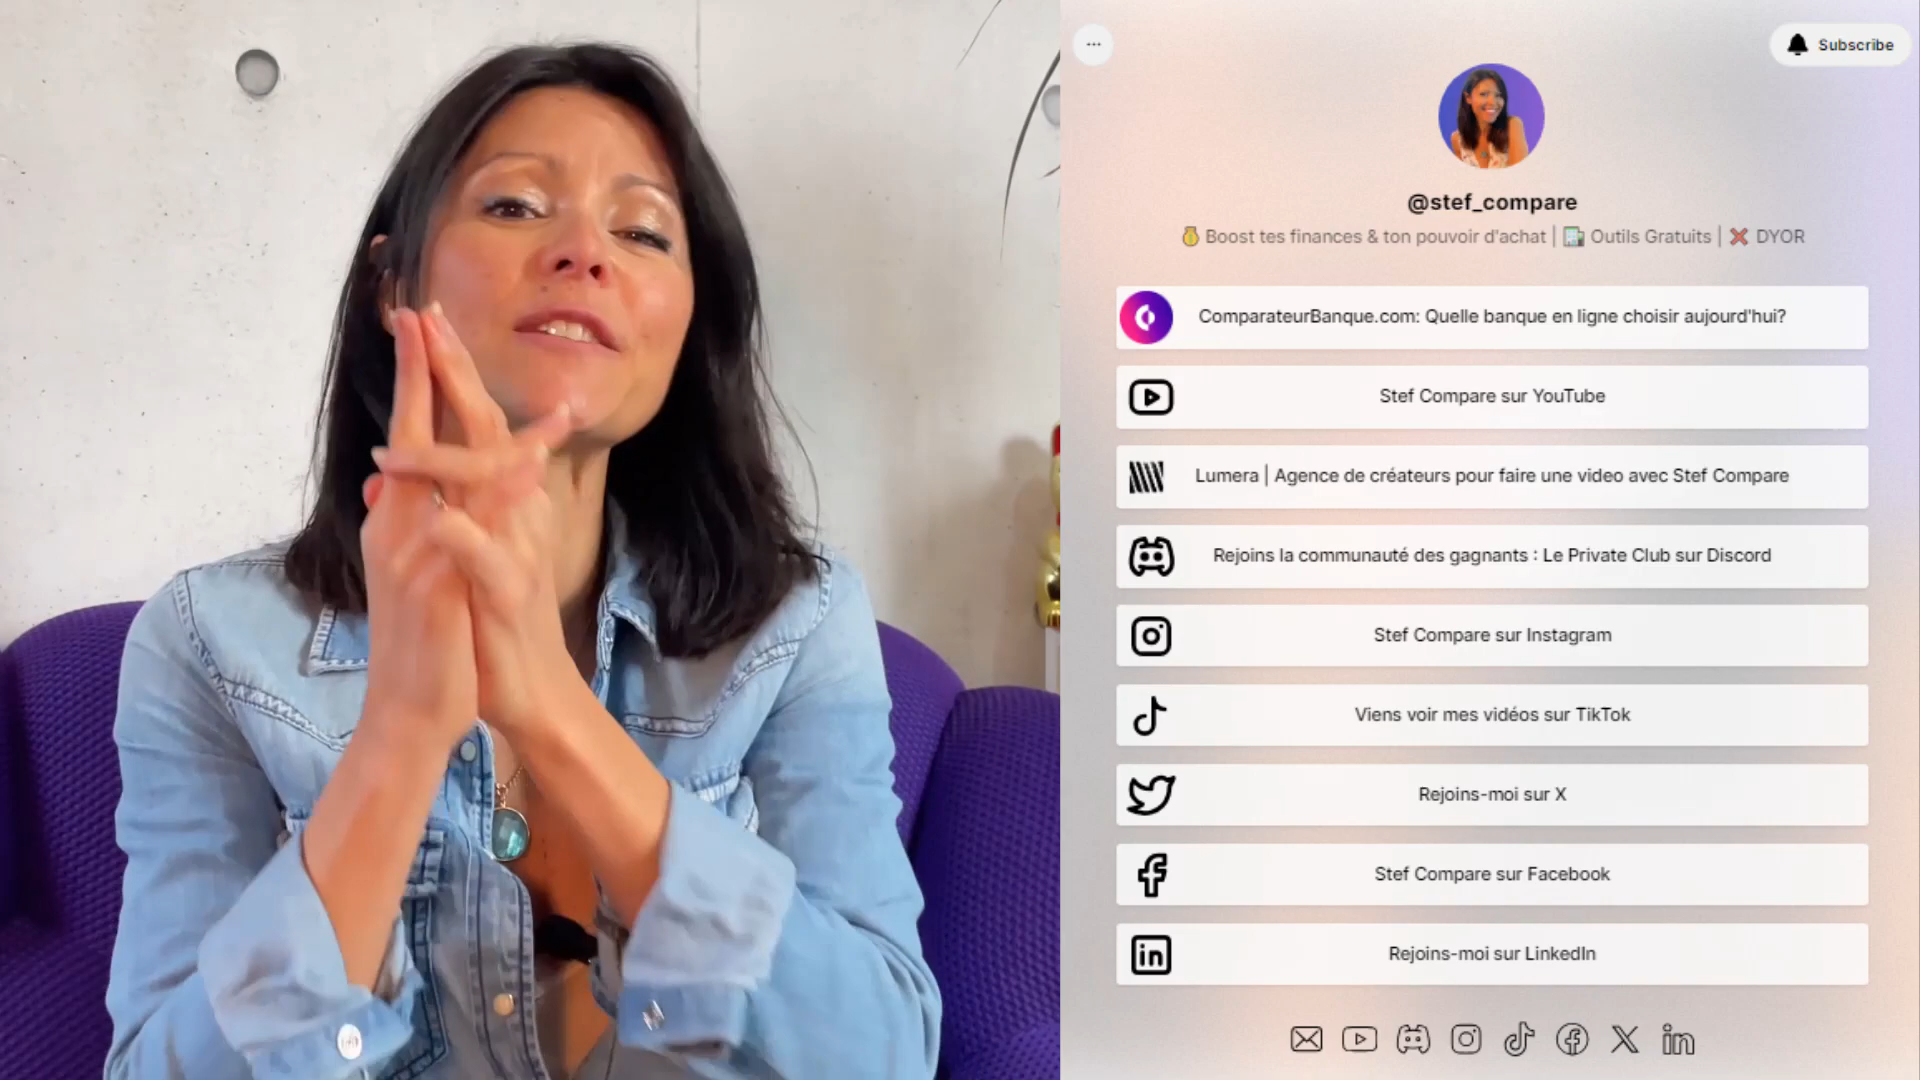 Subscribe
@stef_compare
Boost tes finances & ton pouvoir d'achat | Outils Gratuits | DYOR
ComparateurBanque.com: Quelle banque en ligne choisir aujourd'hui?
Stef Compare sur YouTube
Lumera | Agence de créateurs pour faire une video avec Stef Compare
Rejoins la communauté des gagnants : Le Private Club sur Discord
Stef Compare sur Instagram
Viens voir mes vidéos sur TikTok
Rejoins-moi sur X
Stef Compare sur Facebook
Rejoins-moi sur LinkedIn